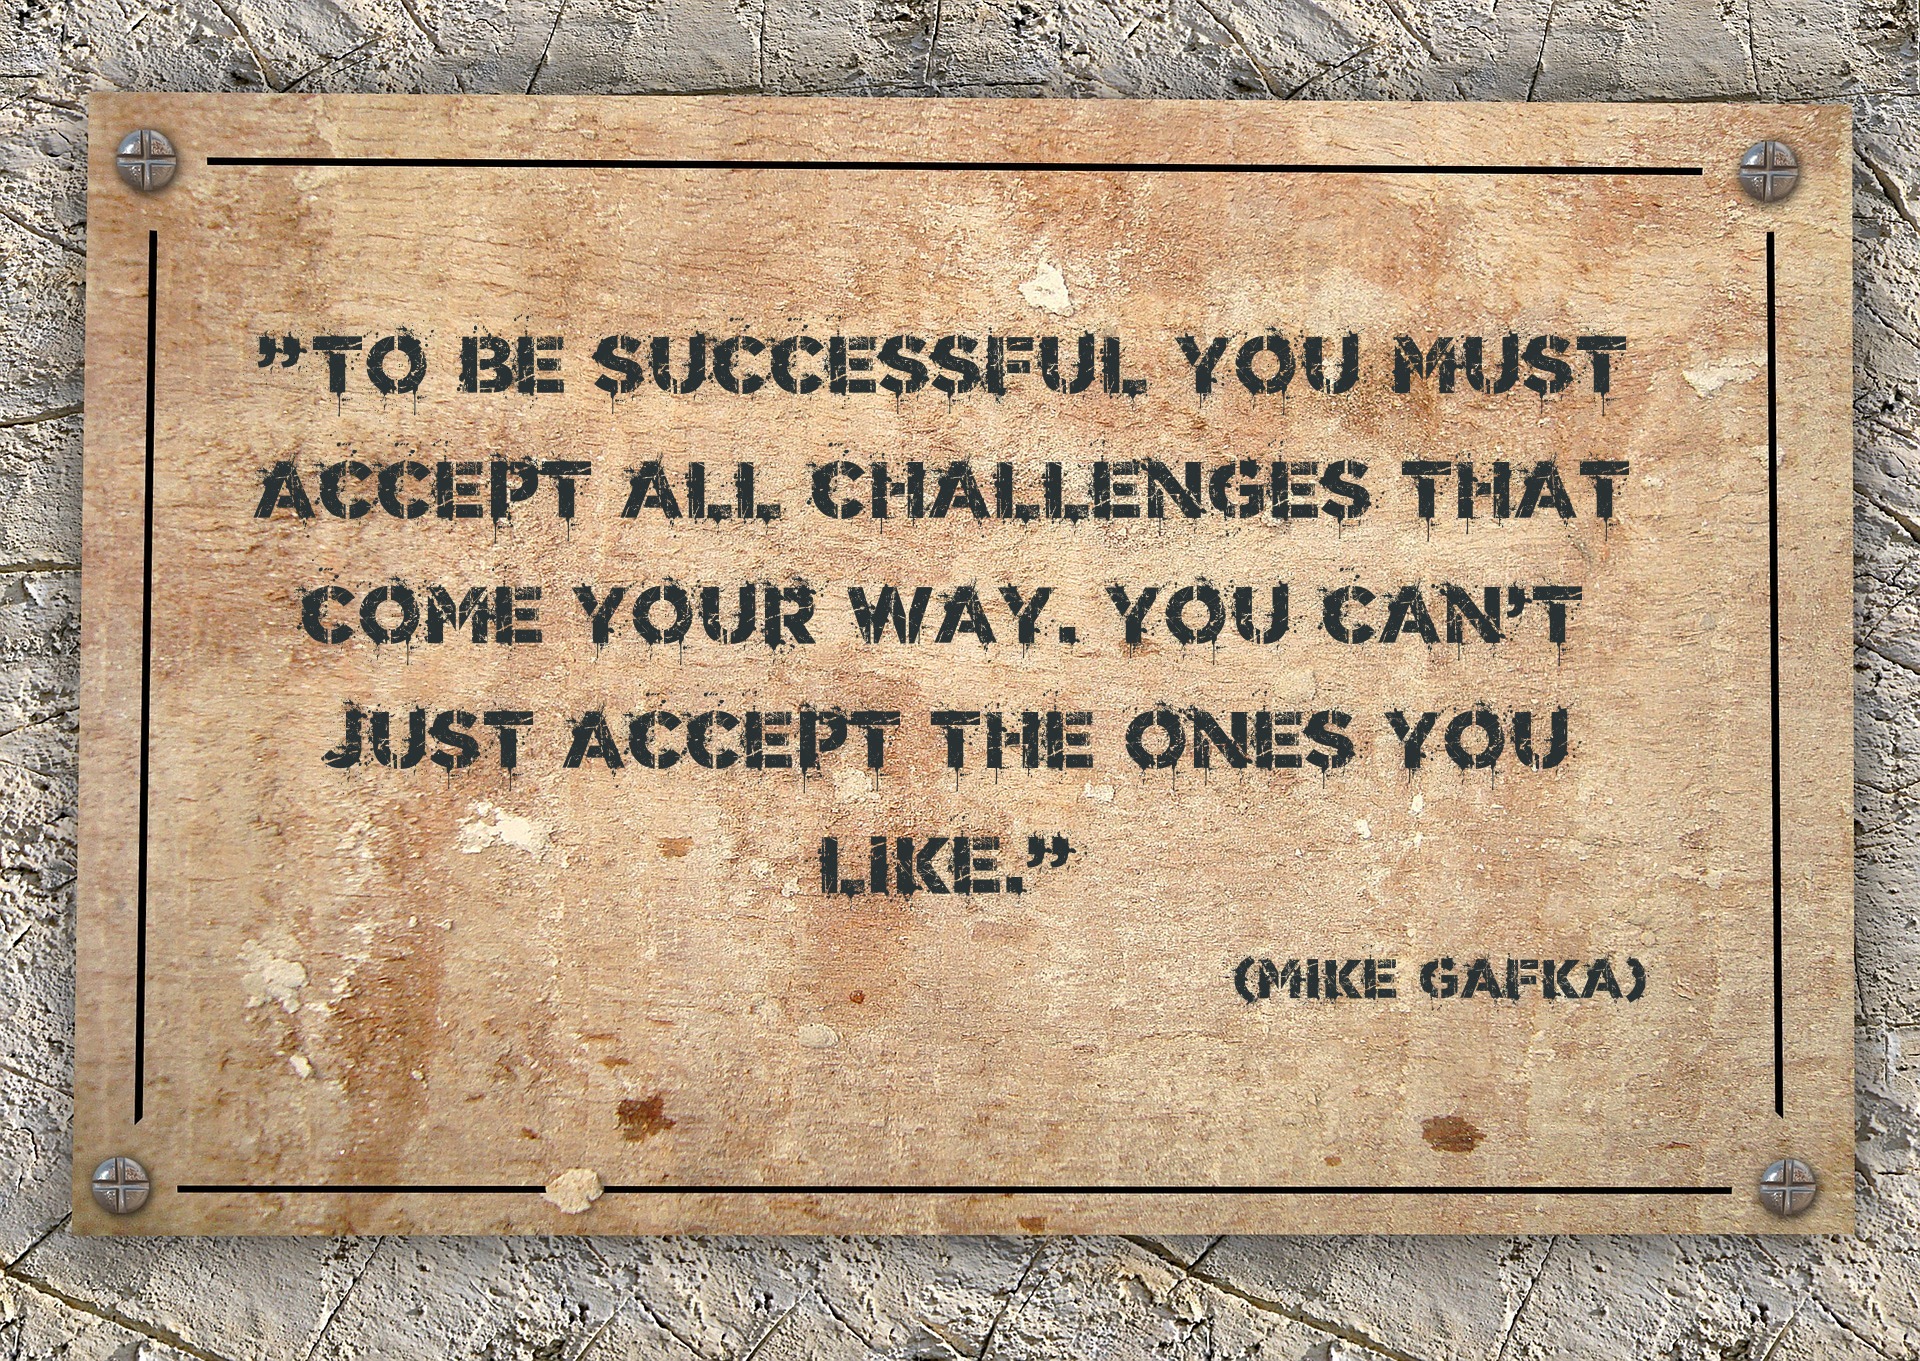 ”TO BE SUCCESSFUL YOU MUST
ACCEPT ALL CHALLENGES THAT
COME YOUR WAY. YOU CAN’T
JUST ACCEPT THE ONES YOU
LIKE.”
(MIKE GAFKA)